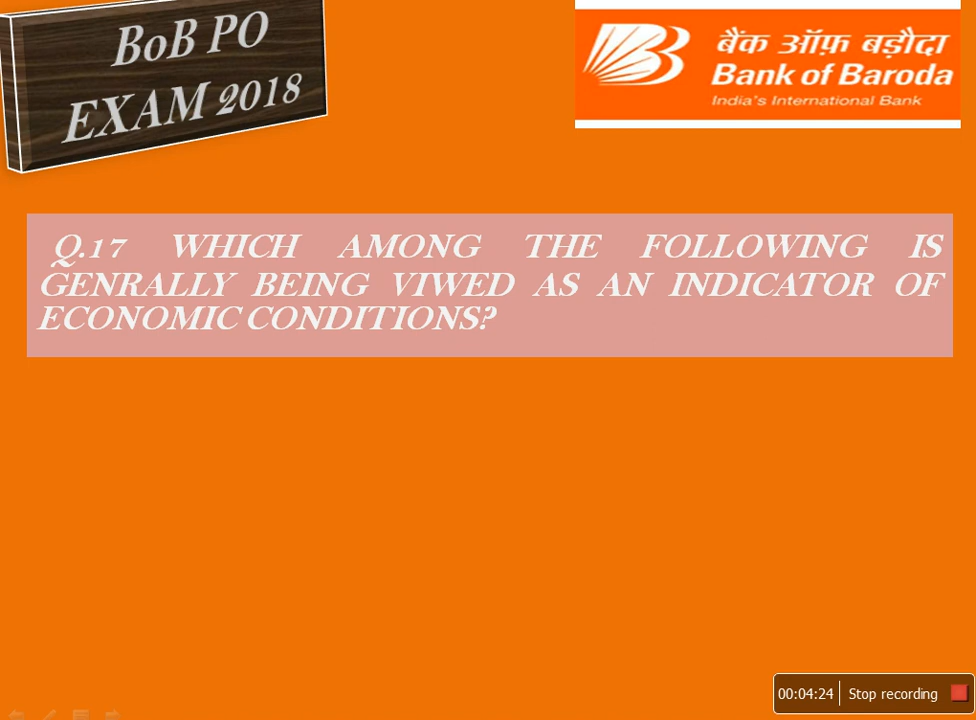 BoB PO
EXAM 2018
बैंक ऑफ़ बड़ौदा
Bank of Baroda
India's International Bank
Q.17 WHICH AMONG THE FOLLOWING IS
GENRALLY BEING VIWED AS AN INDICATOR OF
ECONOMIC CONDITIONS?
00:04:24 Stop recording